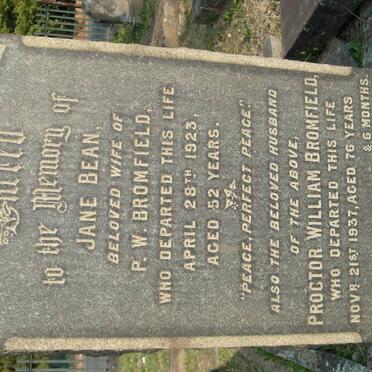 Sacred
to the Memory of
JANE BEAN,
BELOVED WIFE OF
P. W. BROMFIELD,
WHO DEPARTED THIS LIFE
APRIL 28TH 1923,
AGED 52 YEARS.
"PEACE, PERFECT PEACE."
ALSO THE BELOVED HUSBAND
OF THE ABOVE,
PROCTOR WILLIAM BROMFIELD,
WHO DEPARTED THIS LIFE
NOVR 21ST 1937, AGED 76 YEARS
& 6 MONTHS.